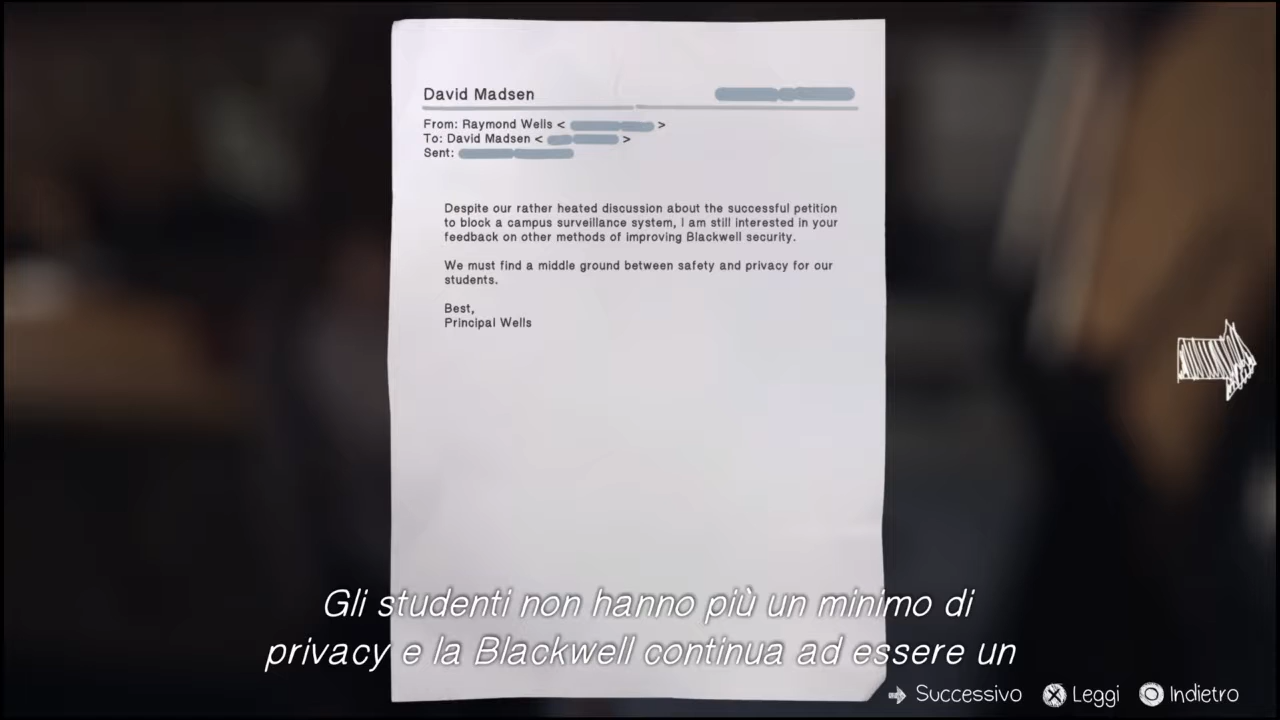 David Madsen
From: Raymond Wells < >
To: David Madsen < >
Sent:
Despite our rather heated discussion about the successful petition
to block a campus surveillance system, I am still interested in your
feedback on other methods of improving Blackwell security.
We must find a middle ground between safety and privacy for our
students.
Best,
Principal Wells
Gli studenti non hanno più un minimo di
privacy e la Blackwell continua ad essere un
Successivo Leggi Indietro